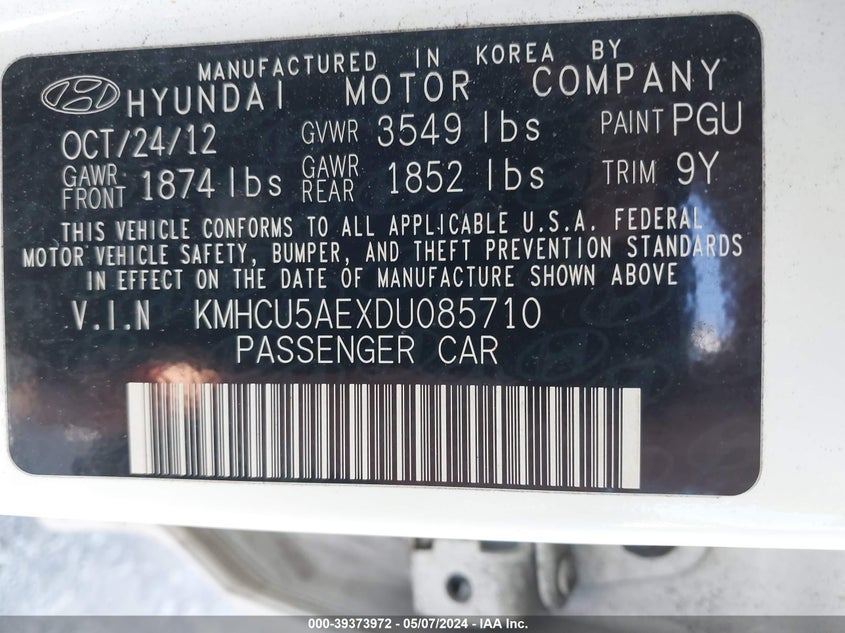 MANUFACTURED IN KOREA BY
HYUNDAI MOTOR COMPANY
OCT/24/12 GVWR 3549 lbs PAINT PGU
GAWR FRONT 1874 lbs GAWR REAR 1852 lbs TRIM 9Y
THIS VEHICLE CONFORMS TO ALL APPLICABLE U.S.A. FEDERAL
MOTOR VEHICLE SAFETY, BUMPER, AND THEFT PREVENTION STANDARDS
IN EFFECT ON THE DATE OF MANUFACTURE SHOWN ABOVE
V.I.N KMHCU5AEXDU085710
PASSENGER CAR
000-39373972 - 05/07/2024 - IAA Inc.